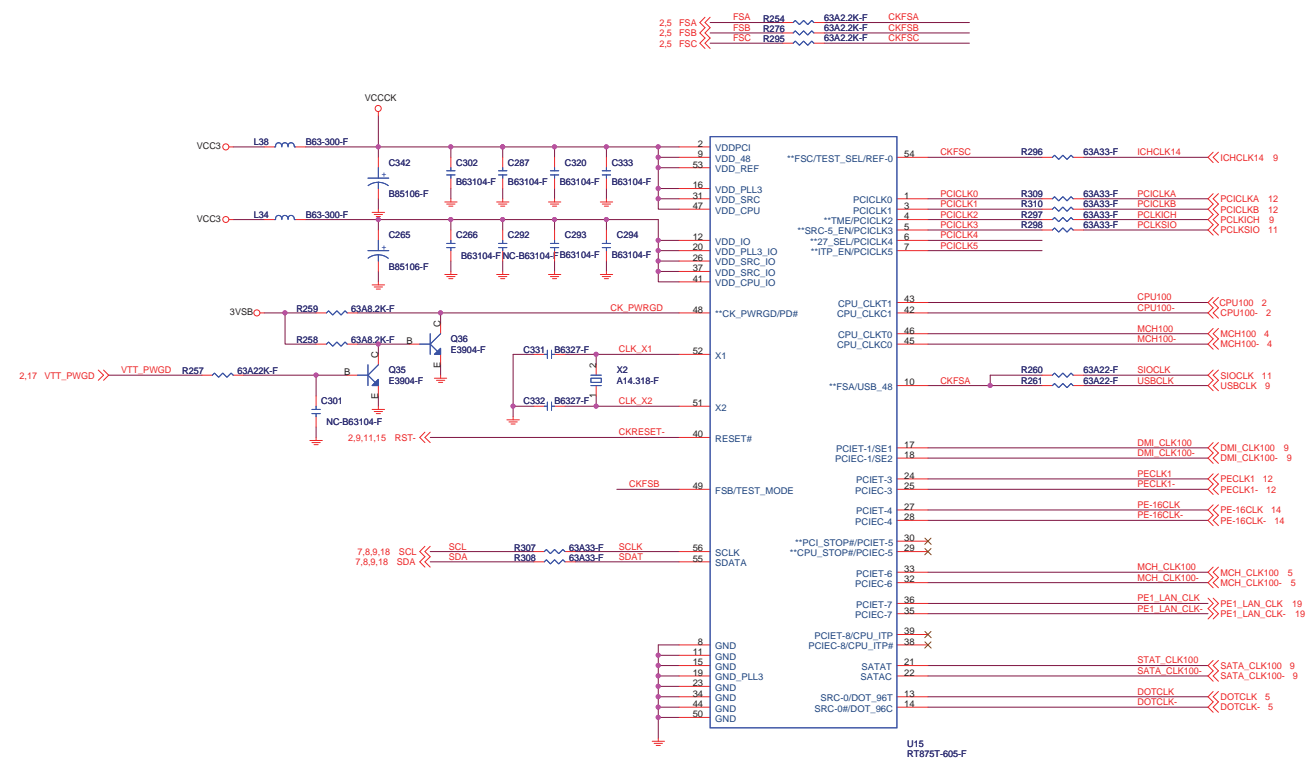 2,5 FSA FSA R254 63A2.2K-F CKFSA
2,5 FSB FSB R276 63A2.2K-F CKFSB
2,5 FSC FSC R295 63A2.2K-F CKFSC
VCCCK
VCC3 L38 B63-300-F
C342 B85106-F
C302 B63104-F
C287 B63104-F
C320 B63104-F
C333 B63104-F
VCC3 L34 B63-300-F
C265 B85106-F
C266 B63104-F
C292 NC-B63104-F
C293 B63104-F
C294 B63104-F
3VSB R259 63A8.2K-F CK_PWRGD
R258 63A8.2K-F
B C E Q36 E3904-F
2,17 VTT_PWGD VTT_PWGD R257 63A22K-F
B C E Q35 E3904-F
C301 NC-B63104-F
C331 B6327-F CLK_X1
2 1 X2 A14.318-F
C332 B6327-F CLK_X2
2,9,11,15 RST- CKRESET-
CKFSB
7,8,9,18 SCL SCL R307 63A33-F SCLK
7,8,9,18 SDA SDA R308 63A33-F SDAT
2 VDDPCI
9 VDD_48
53 VDD_REF
16 VDD_PLL3
31 VDD_SRC
47 VDD_CPU
12 VDD_IO
20 VDD_PLL3_IO
26 VDD_SRC_IO
37 VDD_SRC_IO
41 VDD_CPU_IO
48 **CK_PWRGD/PD#
52 X1
51 X2
40 RESET#
49 FSB/TEST_MODE
56 SCLK
55 SDATA
8 GND
11 GND
15 GND
19 GND_PLL3
23 GND
34 GND
44 GND
50 GND
**FSC/TEST_SEL/REF-0 54 CKFSC R296 63A33-F ICHCLK14 ICHCLK14 9
PCICLK0 1 PCICLK0 R309 63A33-F PCICLKA PCICLKA 12
PCICLK1 3 PCICLK1 R310 63A33-F PCICLKB PCICLKB 12
**TME/PCICLK2 4 PCICLK2 R297 63A33-F PCLKICH PCLKICH 9
**SRC-5_EN/PCICLK3 5 PCICLK3 R298 63A33-F PCLKSIO PCLKSIO 11
**27_SEL/PCICLK4 6 PCICLK4
**ITP_EN/PCICLK5 7 PCICLK5
CPU_CLKT1 43 CPU100 CPU100 2
CPU_CLKC1 42 CPU100- CPU100- 2
CPU_CLKT0 46 MCH100 MCH100 4
CPU_CLKC0 45 MCH100- MCH100- 4
R260 63A22-F SIOCLK SIOCLK 11
**FSA/USB_48 10 CKFSA R261 63A22-F USBCLK USBCLK 9
PCIET-1/SE1 17 DMI_CLK100 DMI_CLK100 9
PCIEC-1/SE2 18 DMI_CLK100- DMI_CLK100- 9
PCIET-3 24 PECLK1 PECLK1 12
PCIEC-3 25 PECLK1- PECLK1- 12
PCIET-4 27 PE-16CLK PE-16CLK 14
PCIEC-4 28 PE-16CLK- PE-16CLK- 14
**PCI_STOP#/PCIET-5 30
**CPU_STOP#/PCIEC-5 29
PCIET-6 33 MCH_CLK100 MCH_CLK100 5
PCIEC-6 32 MCH_CLK100- MCH_CLK100- 5
PCIET-7 36 PE1_LAN_CLK PE1_LAN_CLK 19
PCIEC-7 35 PE1_LAN_CLK- PE1_LAN_CLK- 19
PCIET-8/CPU_ITP 39
PCIEC-8/CPU_ITP# 38
SATAT 21 STAT_CLK100 SATA_CLK100 9
SATAC 22 SATA_CLK100- SATA_CLK100- 9
SRC-0/DOT_96T 13 DOTCLK DOTCLK 5
SRC-0#/DOT_96C 14 DOTCLK- DOTCLK- 5
U15
RT875T-605-F